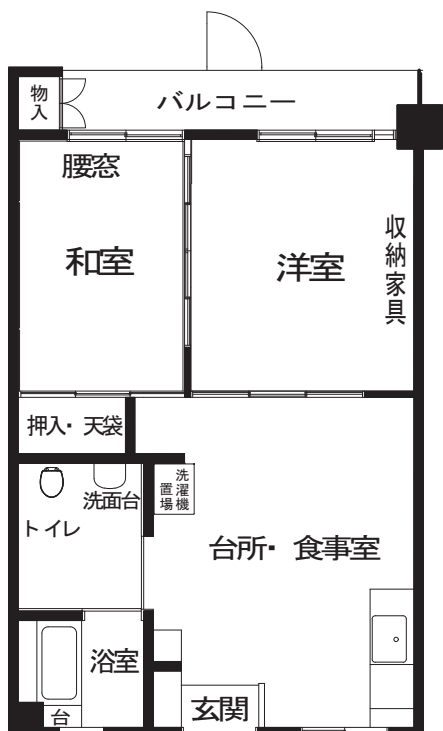 物入
バルコニー
腰窓
和室
洋室
収納家具
押入・天袋
洗濯機
置場
洗面台
トイレ
台所・食事室
浴室
台
玄関